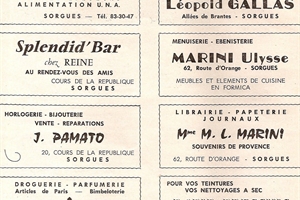 ALIMENTATION U.N.A.
SORGUES - Tél. 83-30-47
Léopold GALLAS
Allées de Brantes - SORGUES
Splendid' Bar
chez REINE
AU RENDEZ-VOUS DES AMIS
COURS DE LA REPUBLIQUE
SORGUES
MENUISERIE - EBENISTERIE
MARINI Ulysse
62, Route d'Orange - SORGUES
MEUBLES ET ELEMENTS DE CUISINE
EN FORMICA
HORLOGERIE - BIJOUTERIE
VENTE - REPARATIONS
J. PAMATO
20, COURS DE LA REPUBLIQUE
SORGUES
LIBRAIRIE - PAPETERIE
JOURNAUX
Mme M. L. MARINI
SOUVENIRS DE PROVENCE
62, ROUTE D'ORANGE - SORGUES
DROGUERIE - PARFUMERIE
Articles de Paris — Bimbeloterie
POUR VOS TEINTURES
VOS NETTOYAGES A SEC